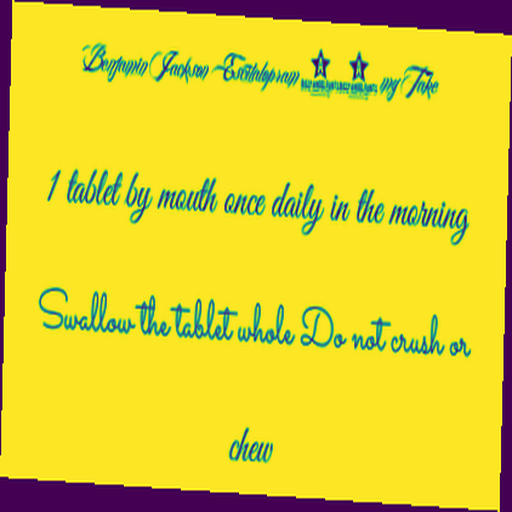 Benjamin Jackson Escitalopram mg Take
1 tablet by mouth once daily in the morning
Swallow the tablet whole Do not crush or
chew